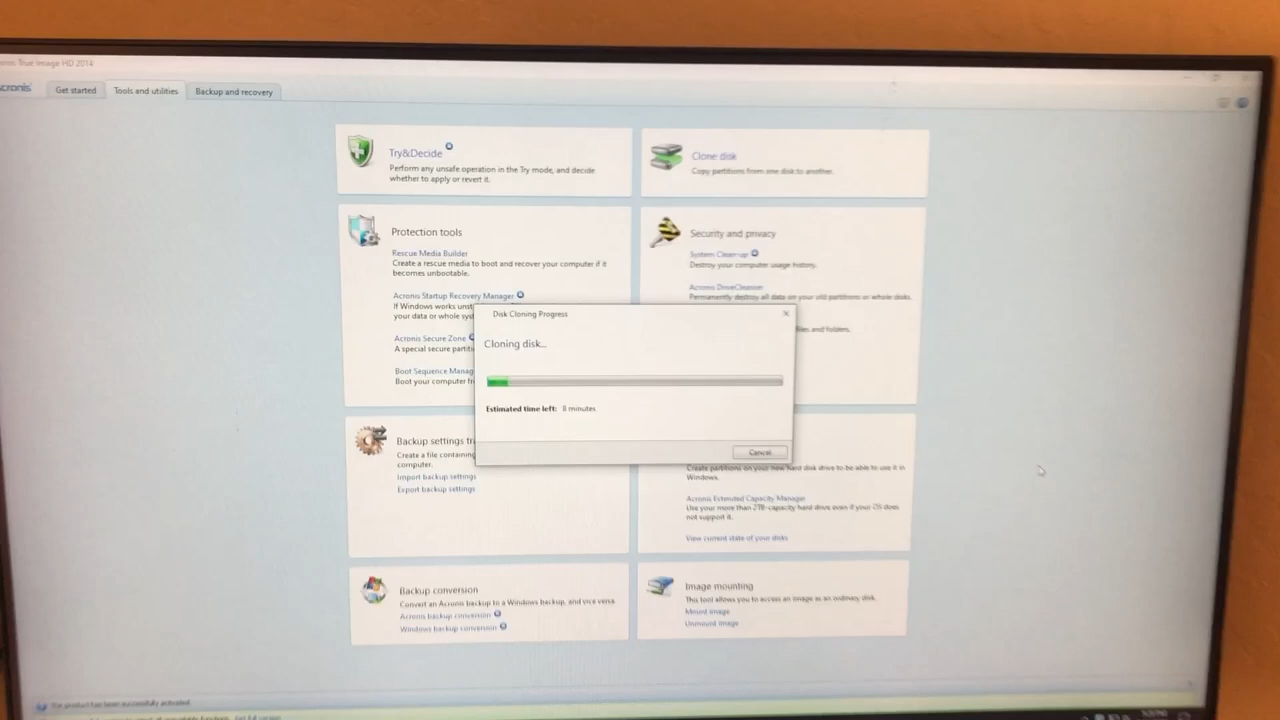 True Image HD 2014
Acronis
Get started
Tools and utilities
Backup and recovery
Try&Decide
Perform any unsafe operation in the Try mode, and decide
whether to apply or revert it.
Clone disk
Copy partitions from one disk to another.
Protection tools
Rescue Media Builder
Create a rescue media to boot and recover your computer if it
becomes unbootable.
Acronis Startup Recovery Manager
If Windows works unst
your data or whole sys
Acronis Secure Zone
A special secure partiti
Boot Sequence Manag
Boot your computer fr
Security and privacy
System Clean-up
Destroy your computer usage history.
Acronis DriveCleanser
Permanently destroy all data on your old partitions or whole disks.
files and folders.
Disk Cloning Progress
Cloning disk...
Estimated time left: 8 minutes
Cancel
Backup settings tr
Create a file containing
computer.
Import backup settings
Export backup settings
Create partitions on your new hard disk drive to be able to use it in
Windows.
Acronis Extended Capacity Manager
Use your more than 2TB-capacity hard drive even if your OS does
not support it.
View current state of your disks
Backup conversion
Convert an Acronis backup to a Windows backup, and vice versa.
Acronis backup conversion
Windows backup conversion
Image mounting
This tool allows you to access an image as an ordinary disk.
Mount image
Unmount image
The product has been successfully activated.
Get full version